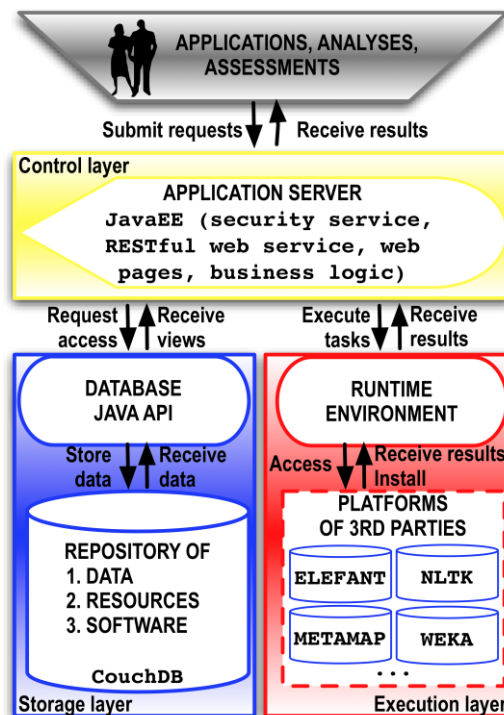 APPLICATIONS, ANALYSES,
ASSESSMENTS
Submit requests
Receive results
Control layer
APPLICATION SERVER
JavaEE (security service,
RESTful web service, web
pages, business logic)
Request
access
Receive
views
Execute
tasks
Receive
results
DATABASE
JAVA API
Store
data
Receive
data
REPOSITORY OF
1. DATA
2. RESOURCES
3. SOFTWARE
CouchDB
Storage layer
RUNTIME
ENVIRONMENT
Access
Receive results
Install
PLATFORMS
OF 3RD PARTIES
ELEFANT
NLTK
METAMAP
WEKA
...
Execution layer